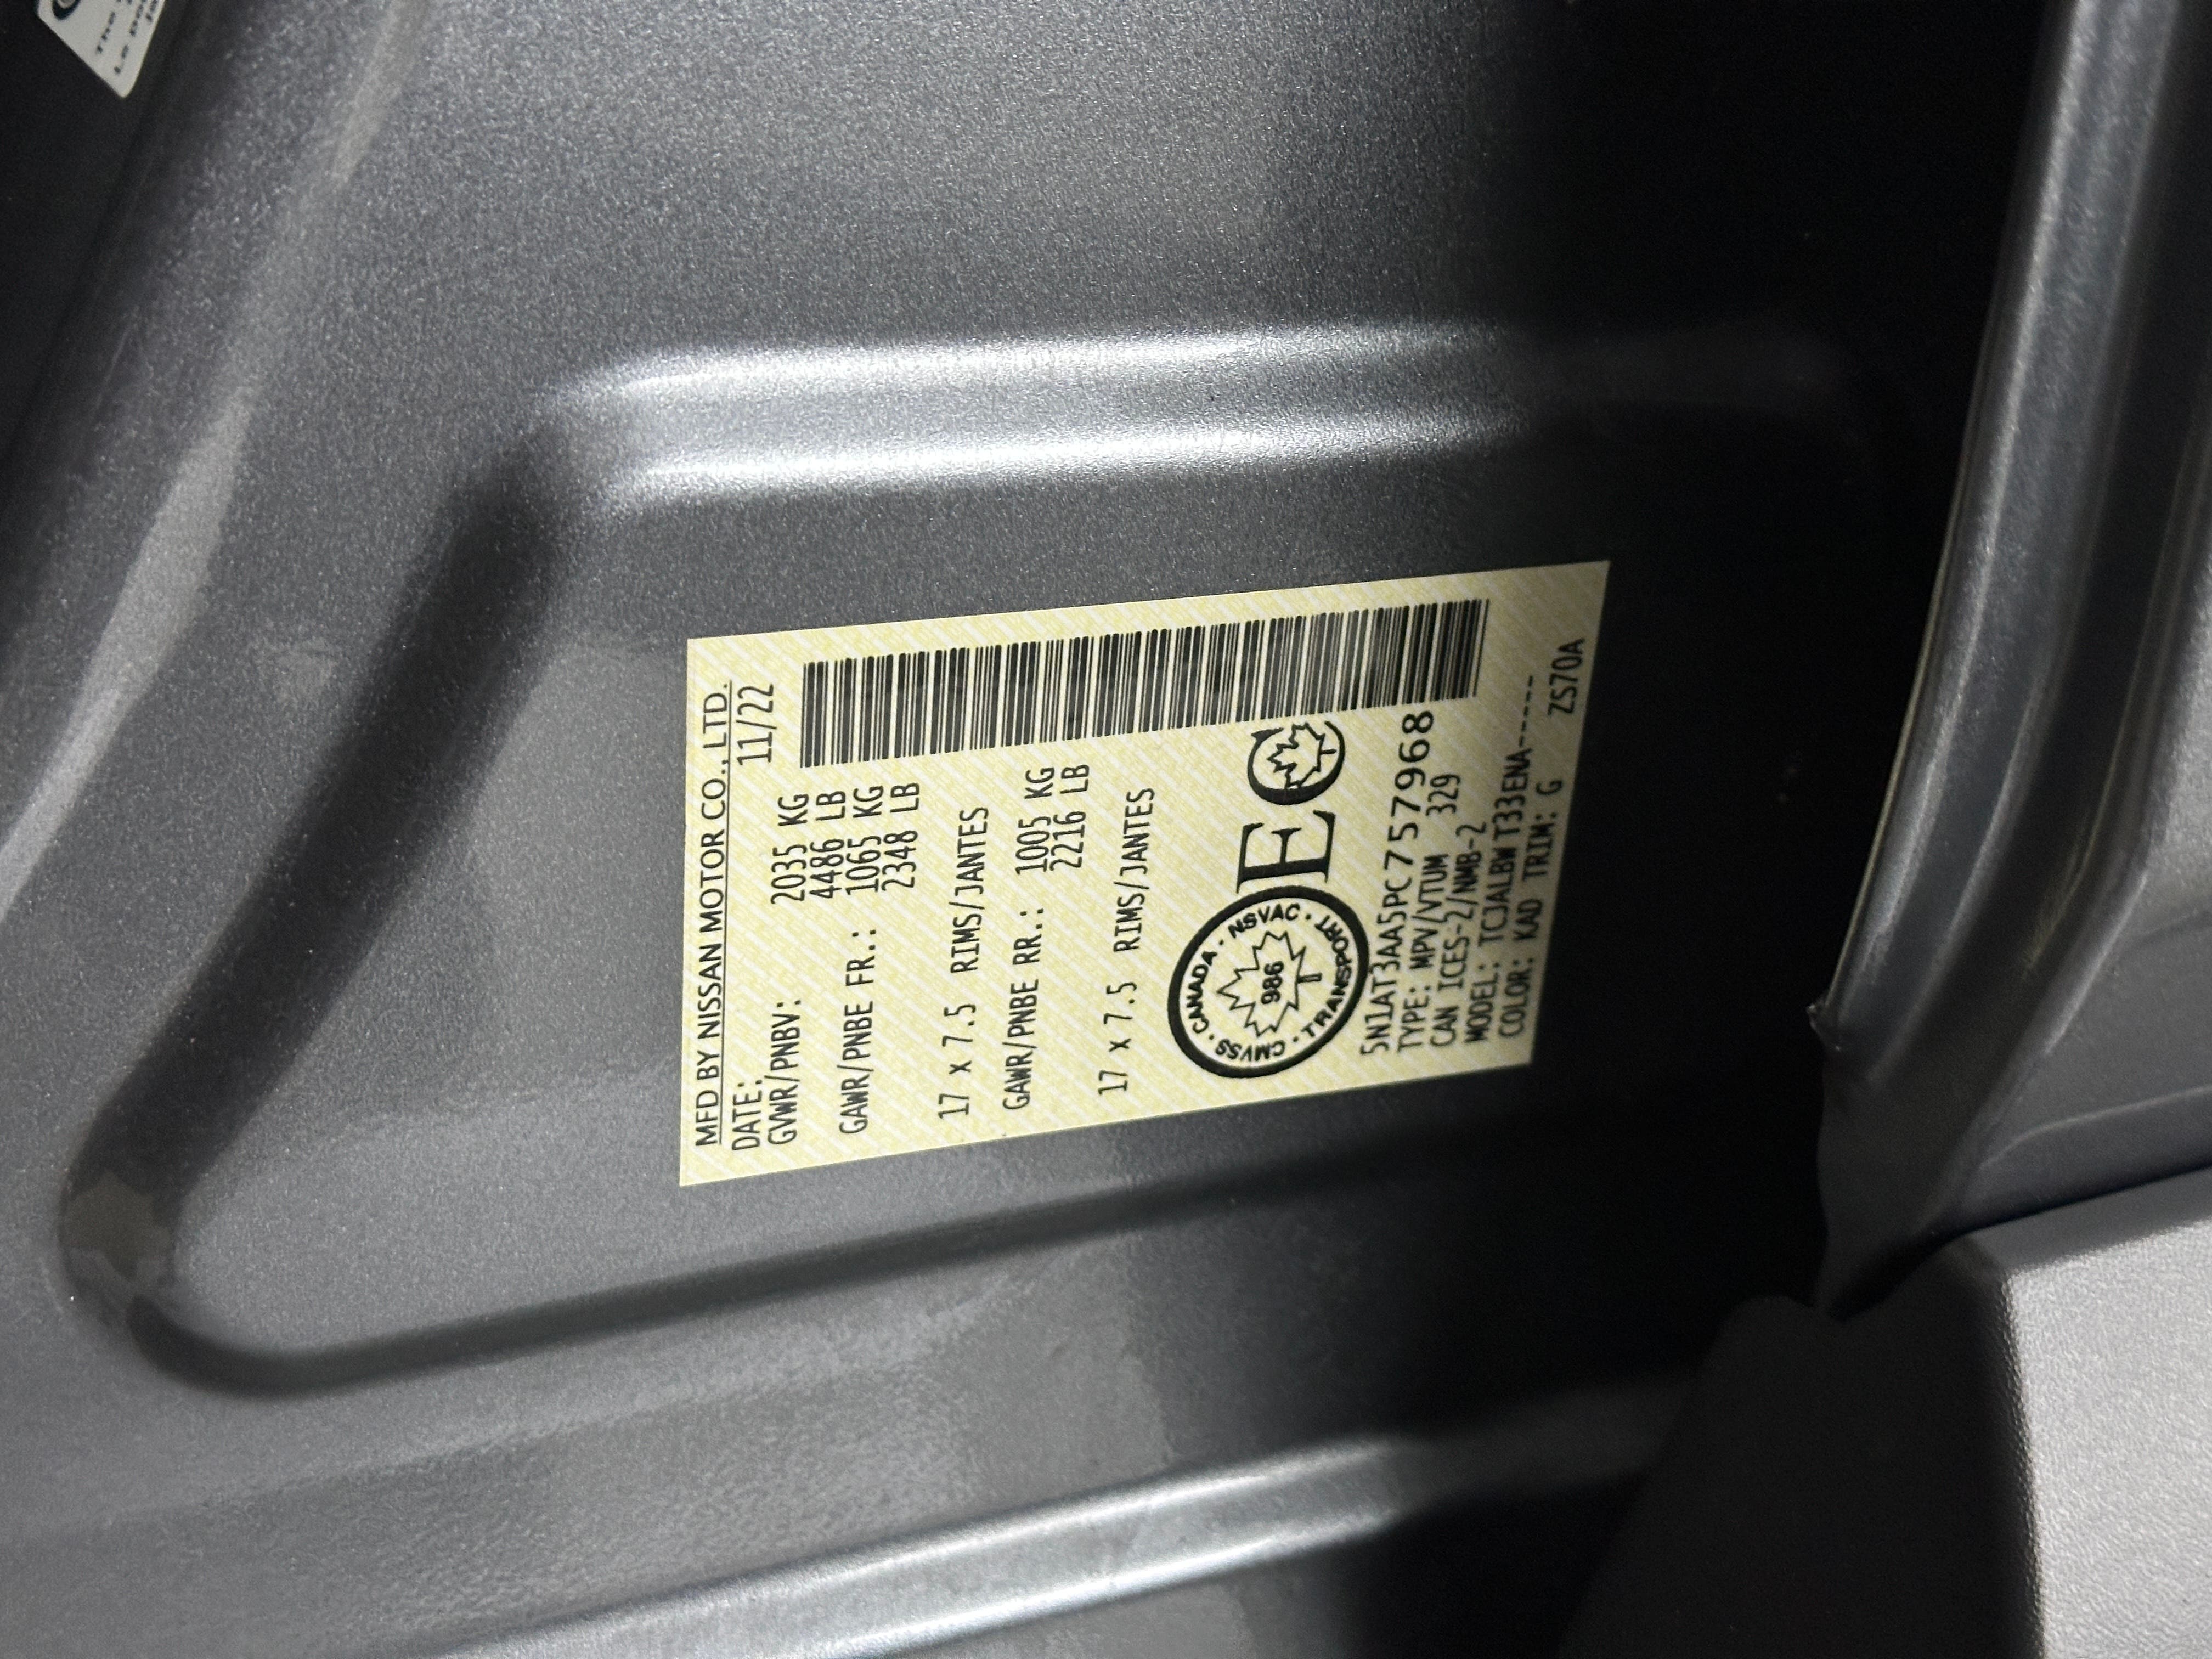 MFD BY NISSAN MOTOR CO., LTD.
DATE: 11/22
GVWR/PNBV: 2035 KG
4486 LB
GAWR/PNBE FR.: 1065 KG
2348 LB
17 x 7.5 RIMS/JANTES
GAWR/PNBE RR.: 1005 KG
2216 LB
17 x 7.5 RIMS/JANTES
CANADA · NSVAC · TRANSPORT · CMVSS ·
986
E C
5N1AT3AA5PC757968
TYPE: MPV/VTUM 329
CAN ICES-2/NMB-2
MODEL: TCJALBW T33ENA-----
COLOR: KAD TRIM: G ZS70A
The